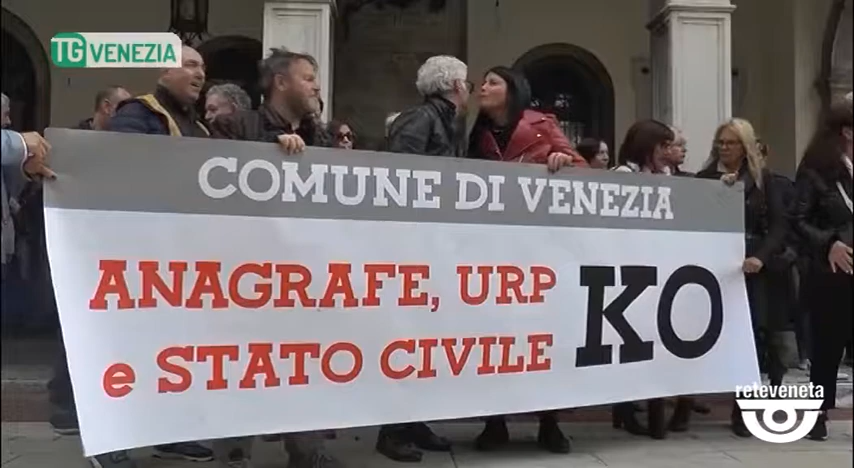 TG VENEZIA
COMUNE DI VENEZIA
ANAGRAFE, URP
e STATO CIVILE KO
reteveneta